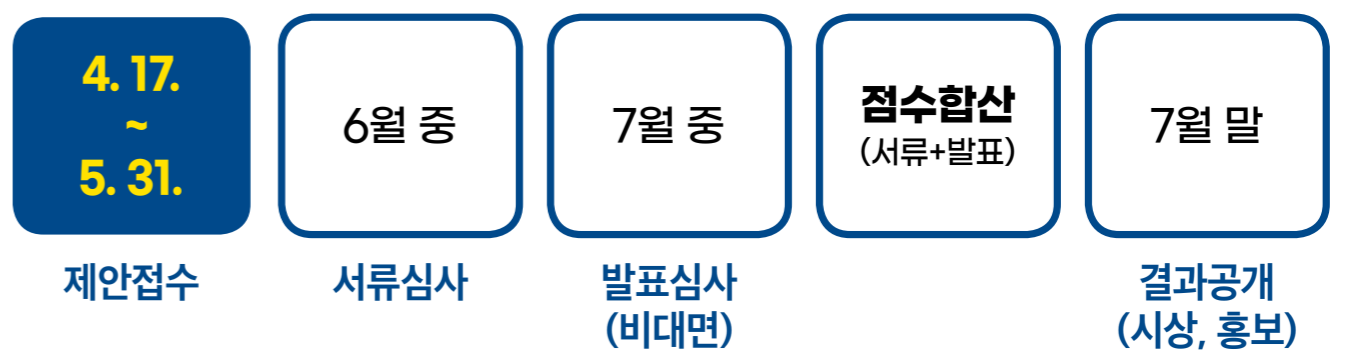 4. 17.
~
5. 31.
제안접수
6월 중
서류심사
7월 중
발표심사
(비대면)
점수합산
(서류+발표)
7월 말
결과공개
(시상, 홍보)